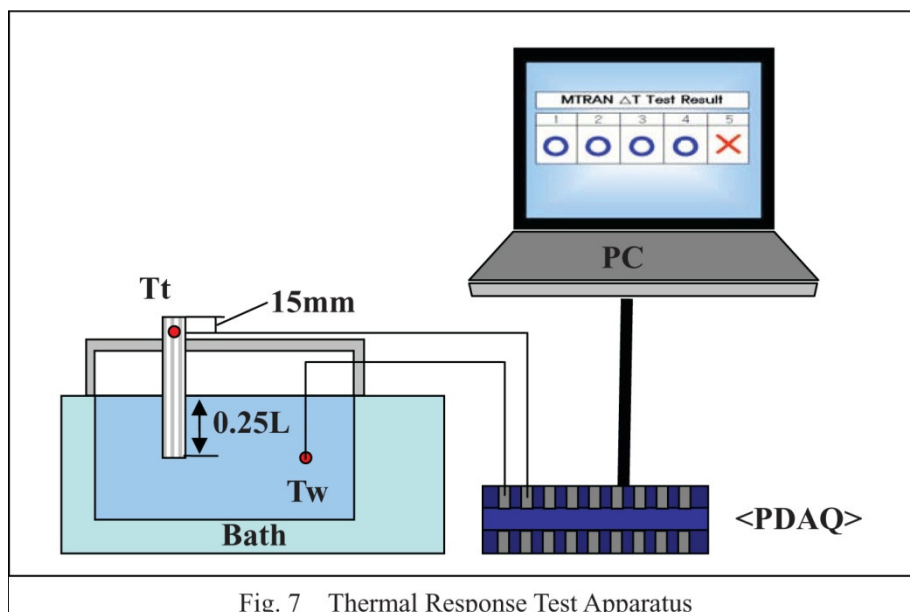 MTRAN △T Test Result
1 2 3 4 5
O O O O X
PC
Tt
15mm
0.25L
Tw
Bath
<PDAQ>
Fig. 7 Thermal Response Test Apparatus